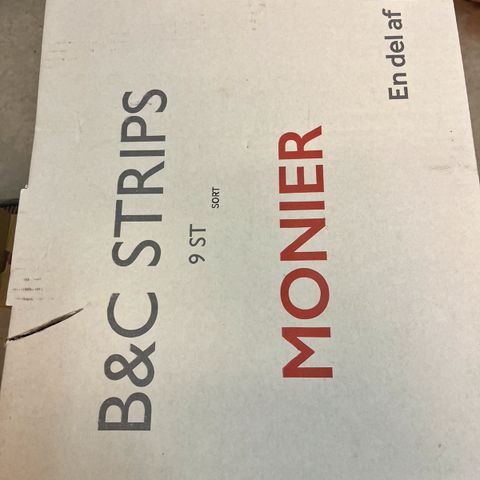 B&C STRIPS
9 ST
SORT
MONIER
En del af